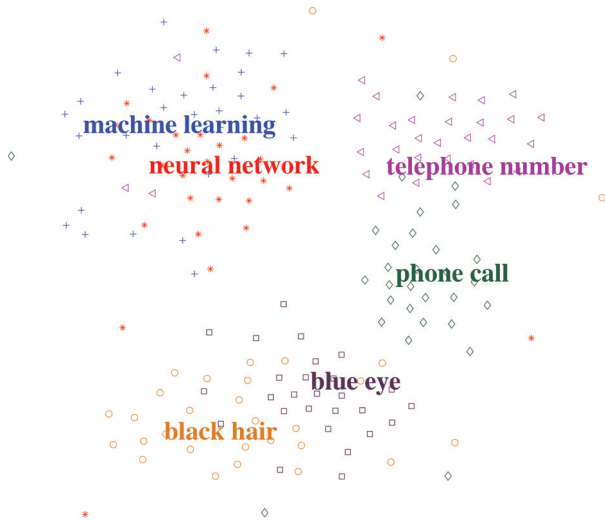 machine learning
neural network
telephone number
phone call
blue eye
black hair